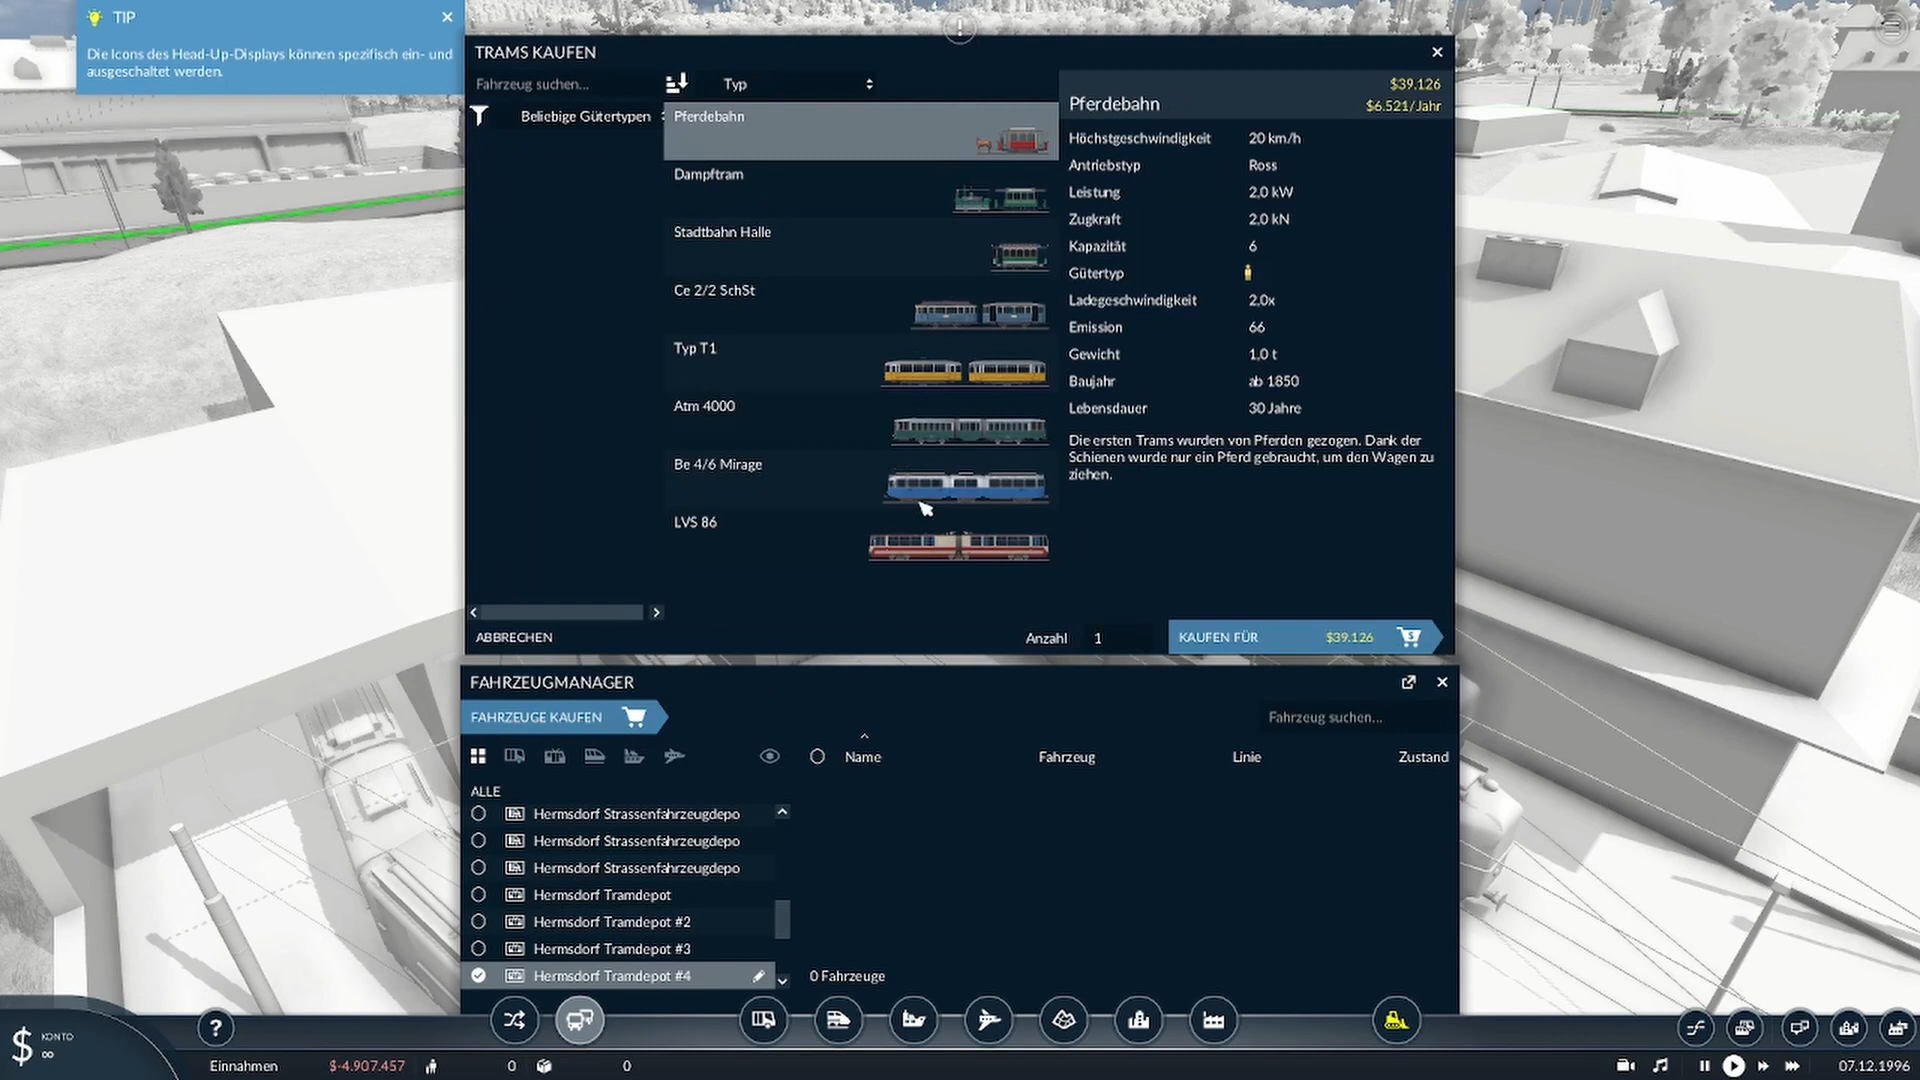 TIP
Die Icons des Head-Up-Displays können spezifisch ein- und
ausgeschaltet werden.
TRAMS KAUFEN
Fahrzeug suchen...
Typ
Beliebige Gütertypen
Pferdebahn
Dampftram
Stadtbahn Halle
Ce 2/2 SchSt
Typ T1
Atm 4000
Be 4/6 Mirage
LVS 86
$39.126
Pferdebahn
$6.521/Jahr
Höchstgeschwindigkeit 20 km/h
Antriebstyp Ross
Leistung 2,0 kW
Zugkraft 2,0 kN
Kapazität 6
Gütertyp
Ladegeschwindigkeit 2,0x
Emission 66
Gewicht 1,0 t
Baujahr ab 1850
Lebensdauer 30 Jahre
Die ersten Trams wurden von Pferden gezogen. Dank der
Schienen wurde nur ein Pferd gebraucht, um den Wagen zu
ziehen.
ABBRECHEN
Anzahl 1
KAUFEN FÜR $39.126
FAHRZEUGMANAGER
FAHRZEUGE KAUFEN
Fahrzeug suchen...
Name Fahrzeug Linie Zustand
ALLE
Hermsdorf Strassenfahrzeugdepo
Hermsdorf Strassenfahrzeugdepo
Hermsdorf Strassenfahrzeugdepo
Hermsdorf Tramdepot
Hermsdorf Tramdepot #2
Hermsdorf Tramdepot #3
Hermsdorf Tramdepot #4
0 Fahrzeuge
$ KONTO
∞
?
Einnahmen $-4.907.457 0 0
07.12.1996